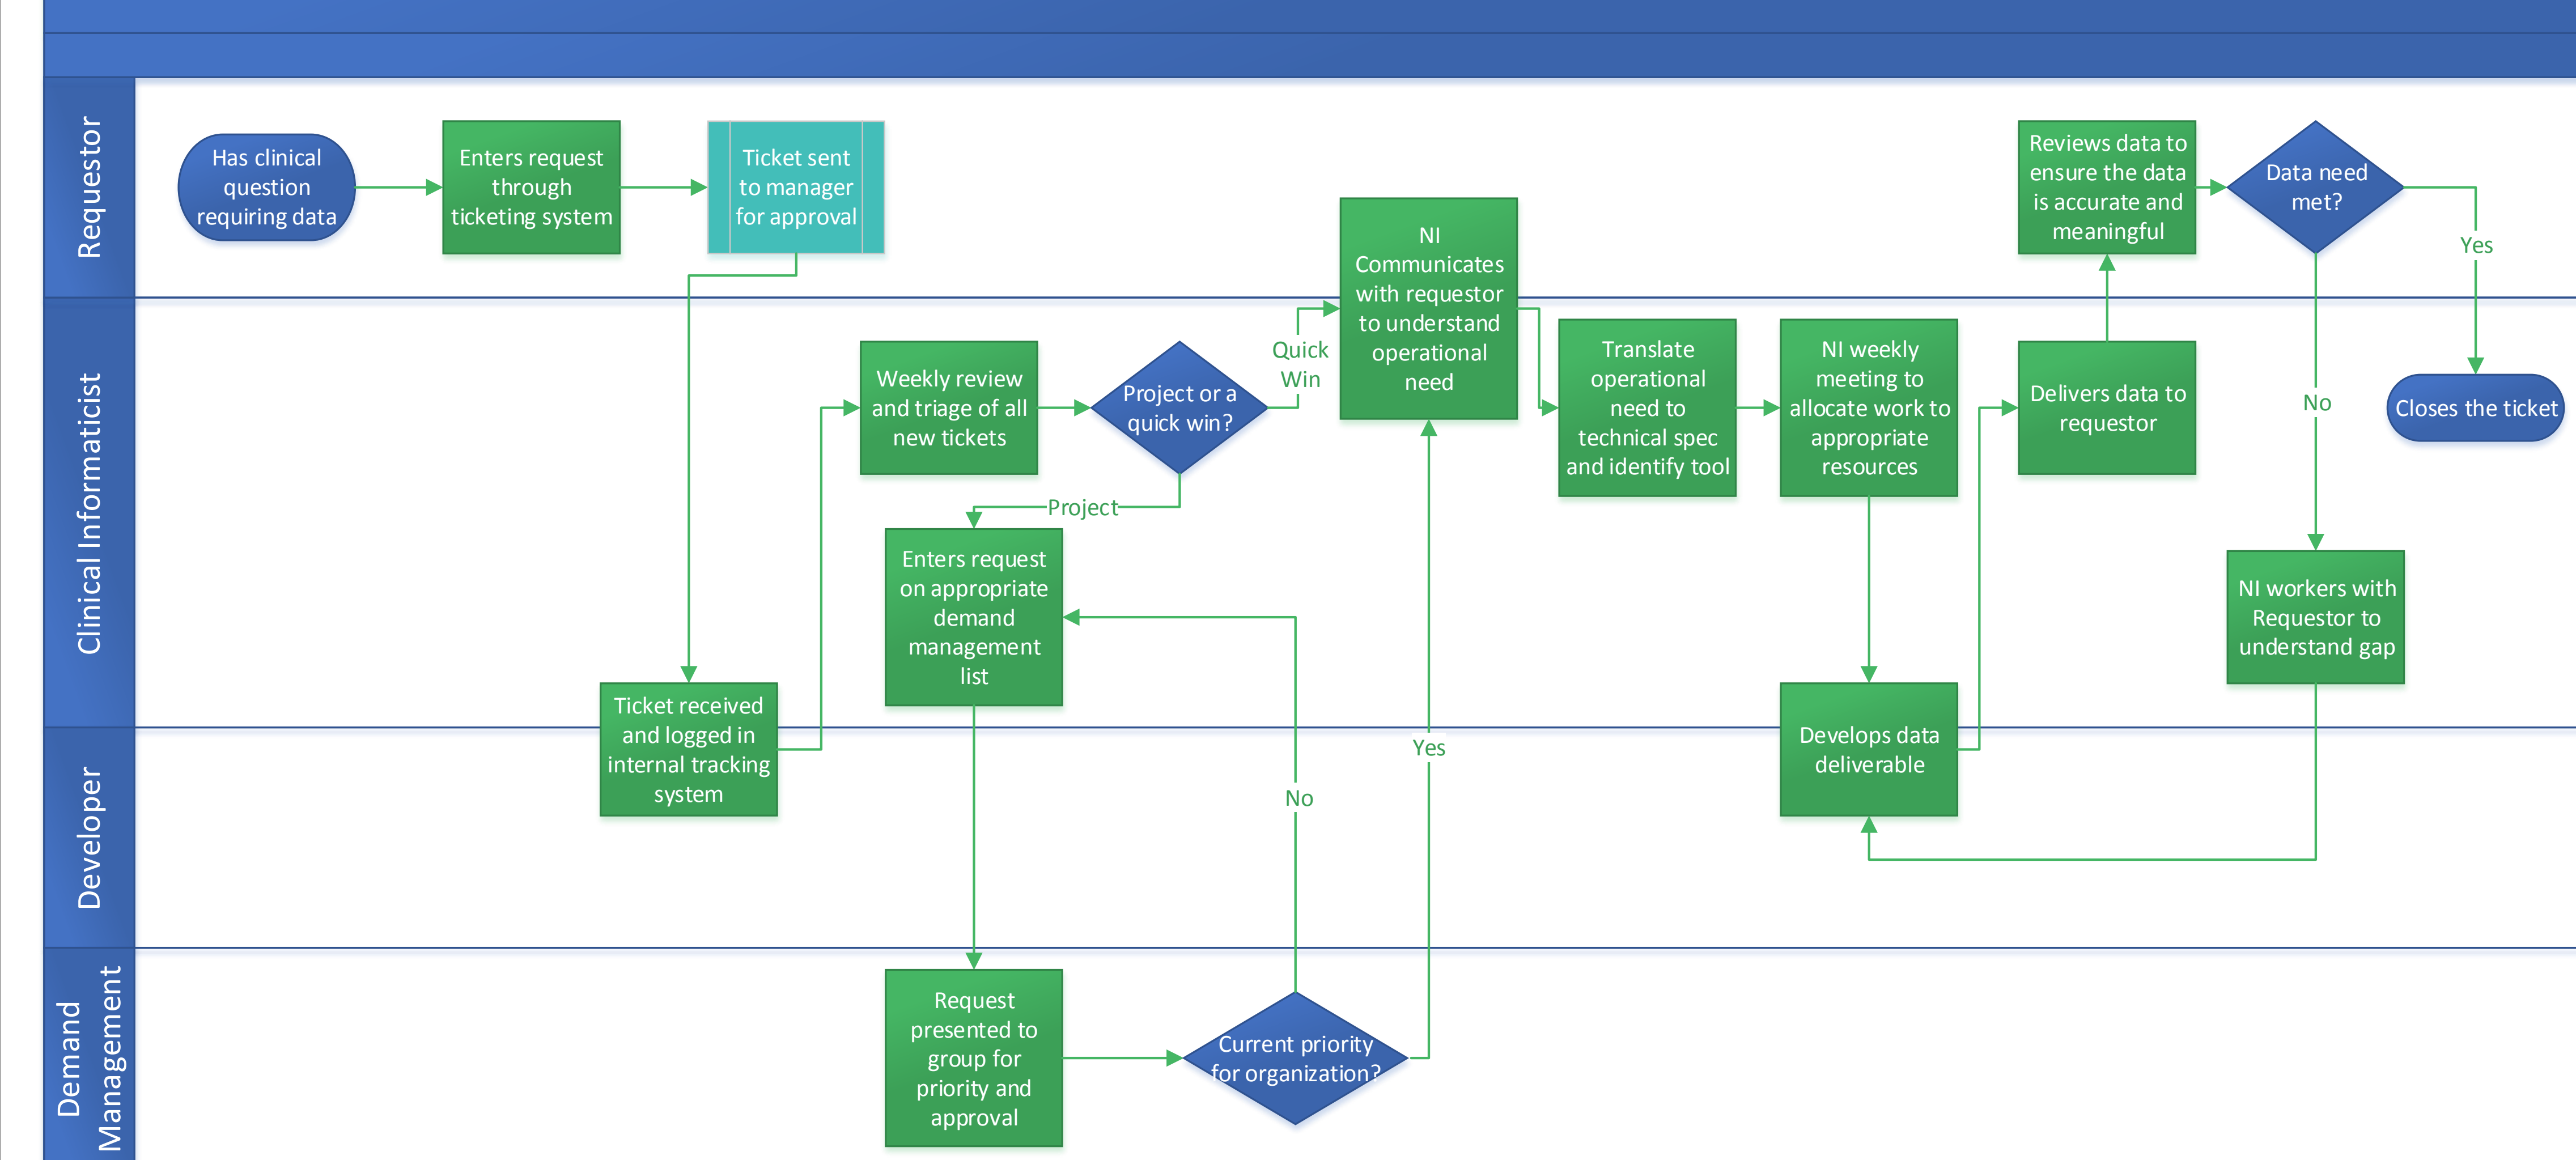 Requestor
Has clinical
question
requiring data
Enters request
through
ticketing system
Ticket sent
to manager
for approval
NI
Communicates
with requestor
to understand
operational
need
Reviews data to
ensure the data
is accurate and
meaningful
Data need
met?
Yes
No
Clinical Informaticist
Weekly review
and triage of all
new tickets
Project or a
quick win?
Quick
Win
Project
Translate
operational
need to
technical spec
and identify tool
NI weekly
meeting to
allocate work to
appropriate
resources
Delivers data to
requestor
Closes the ticket
Enters request
on appropriate
demand
management
list
NI workers with
Requestor to
understand gap
Developer
Ticket received
and logged in
internal tracking
system
Develops data
deliverable
Yes
No
Demand
Management
Request
presented to
group for
priority and
approval
Current priority
for organization?